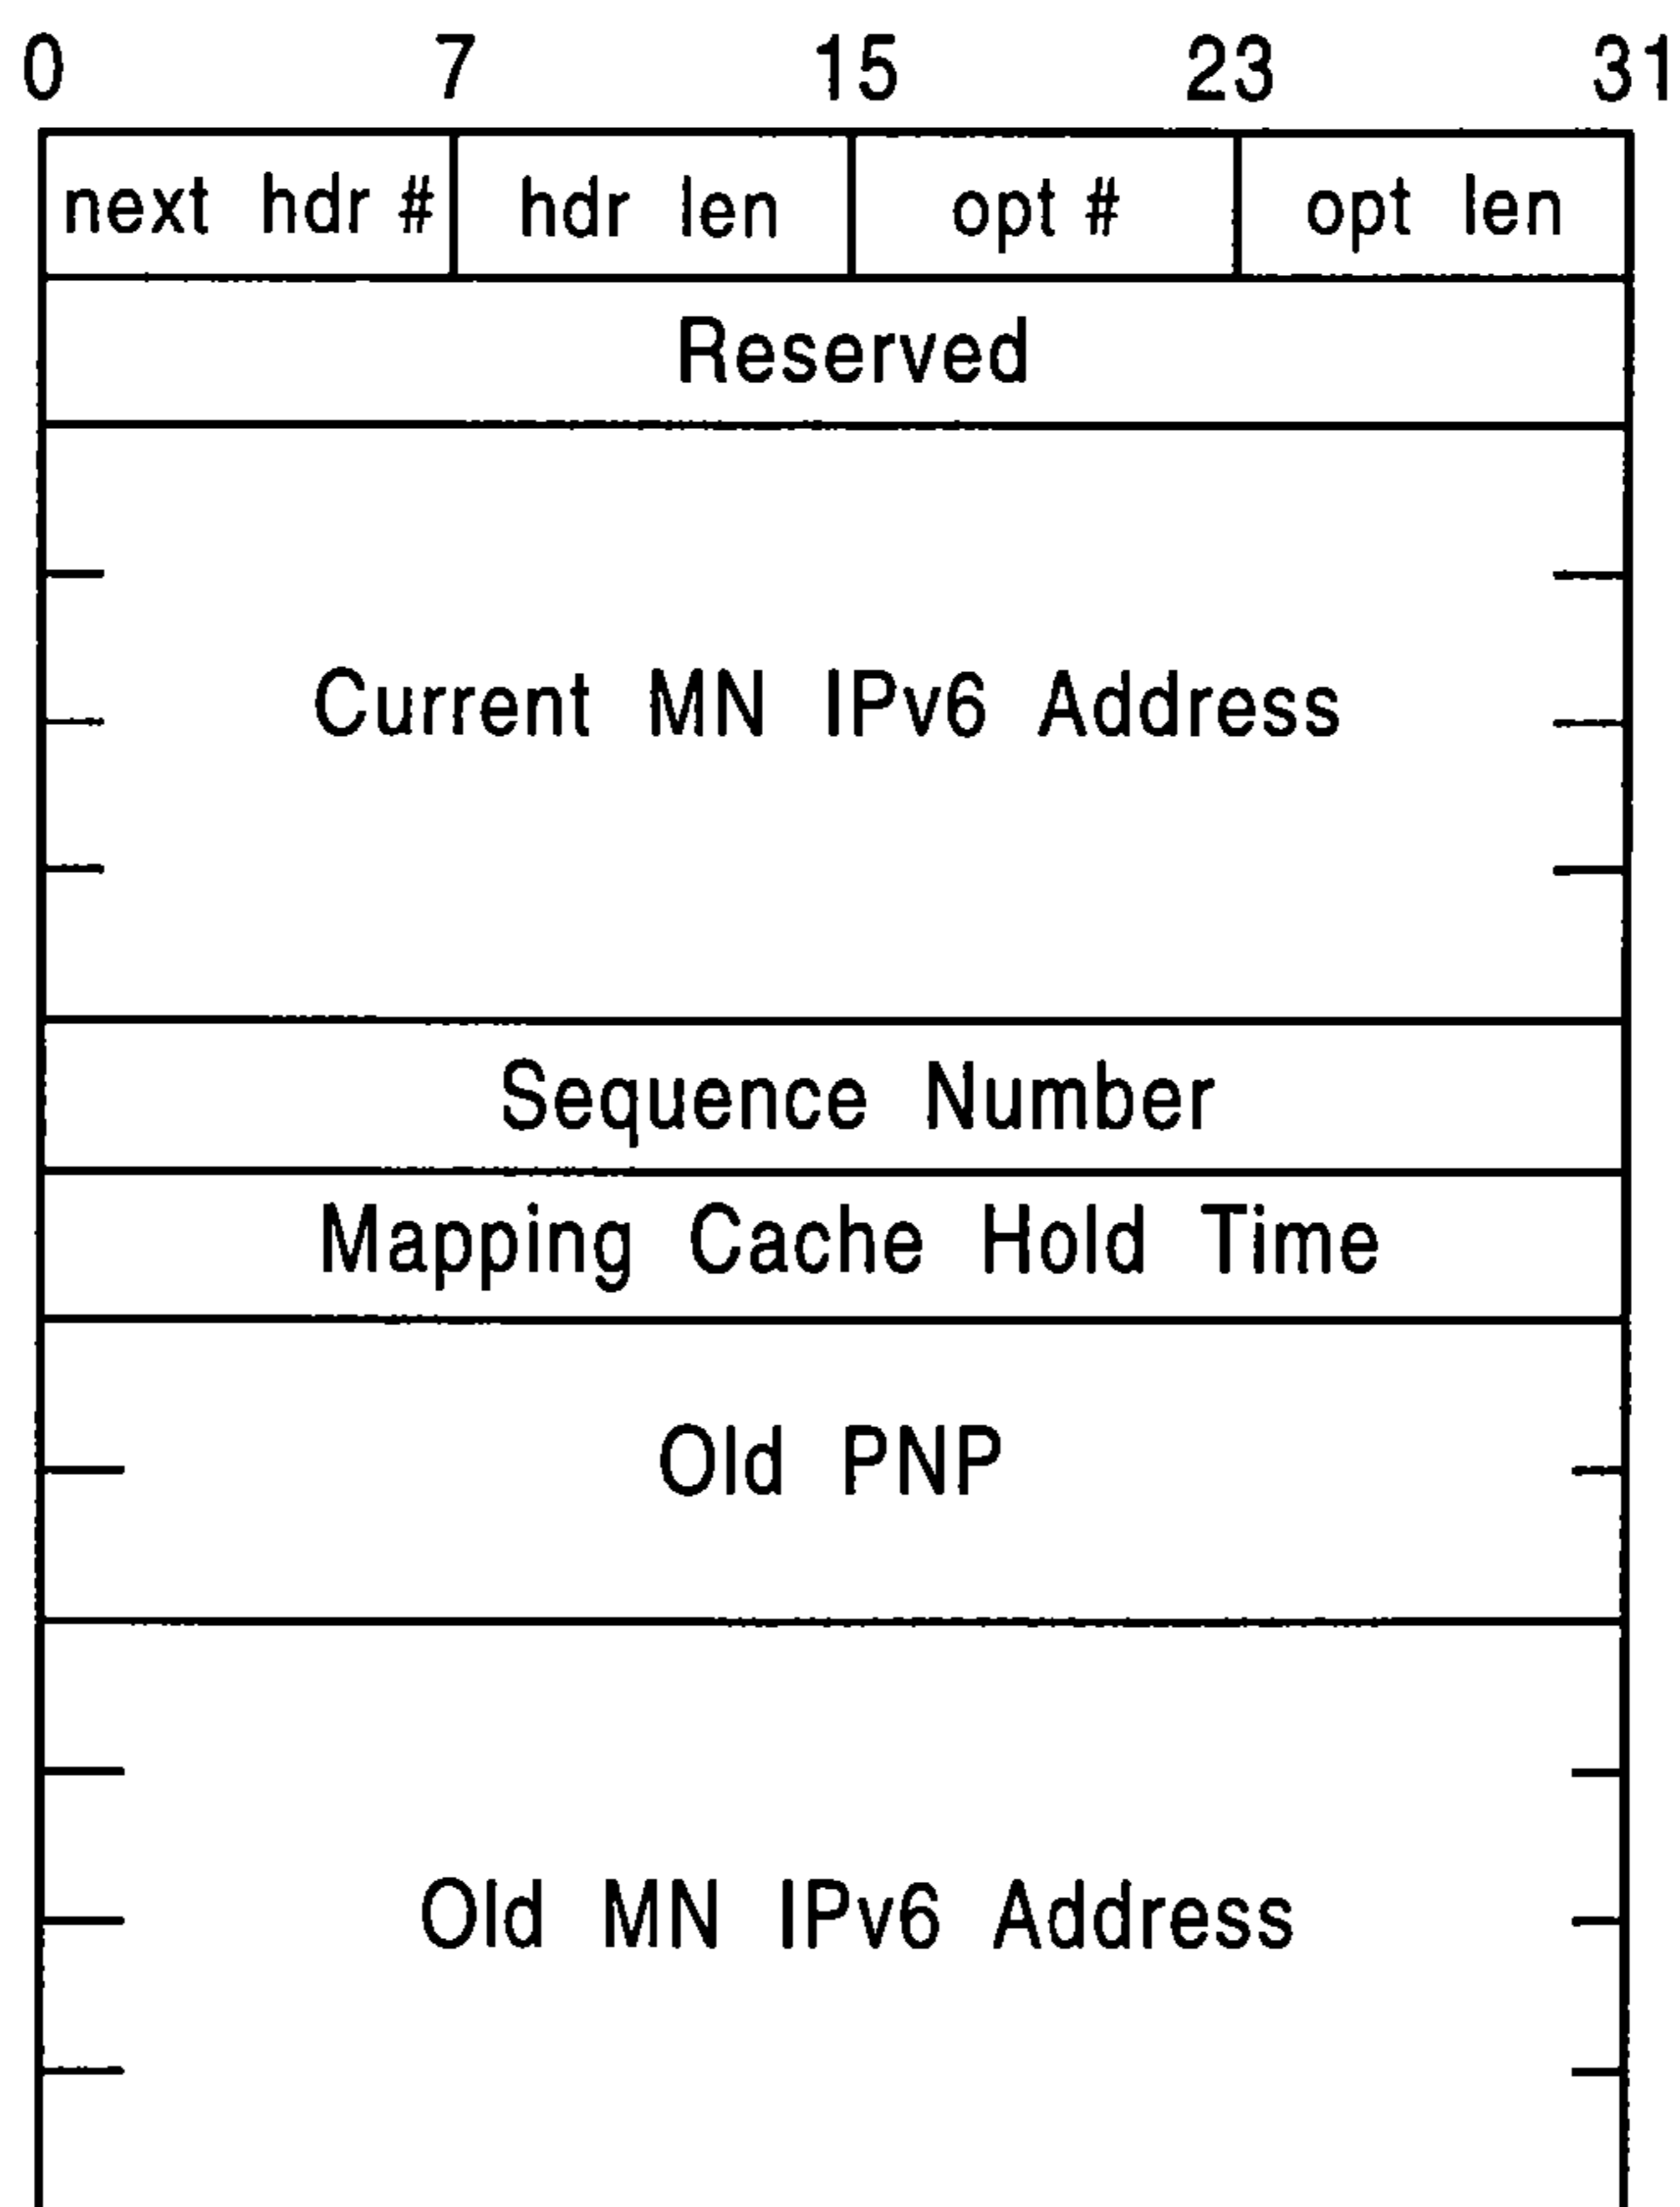 0 7 15 23 31
next hdr # hdr len opt # opt len
Reserved
Current MN IPv6 Address
Sequence Number
Mapping Cache Hold Time
Old PNP
Old MN IPv6 Address